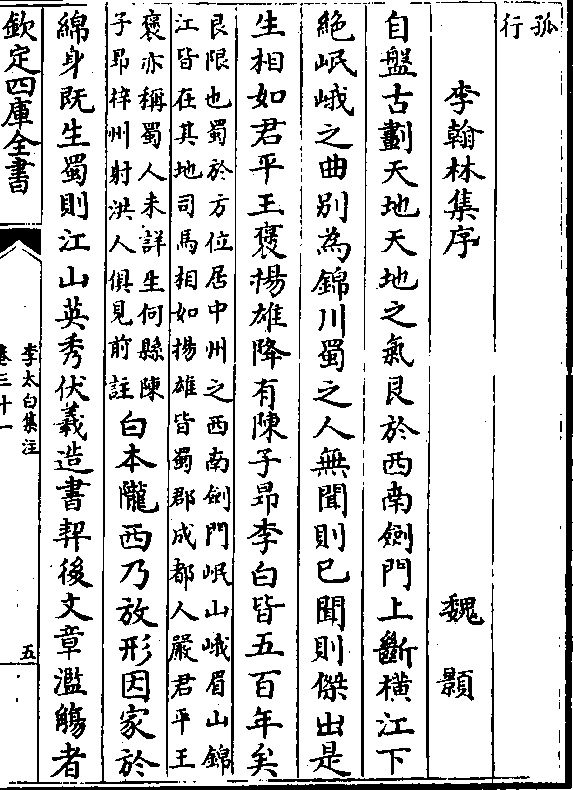 孤
行
李翰林集序
魏顥
自盤古劃天地天地之氣艮於西南劍門上斷橫江下
絶岷峨之曲别為錦川蜀之人無聞則已聞則傑出是
生相如君平王褒揚雄降有陳子昂李白皆五百年矣
艮限也蜀於方位居中州之西南劍門岷山峨眉山錦
江皆在其地司馬相如揚雄皆蜀郡成都人嚴君平王
褒亦稱蜀人未詳生何縣陳
子昻梓州射洪人俱見前註
白本隴西乃放形因家於
綿身既生蜀則江山英秀伏羲造書契後文章濫觴者
欽定四庫全書
李太白集注
卷三十一
五